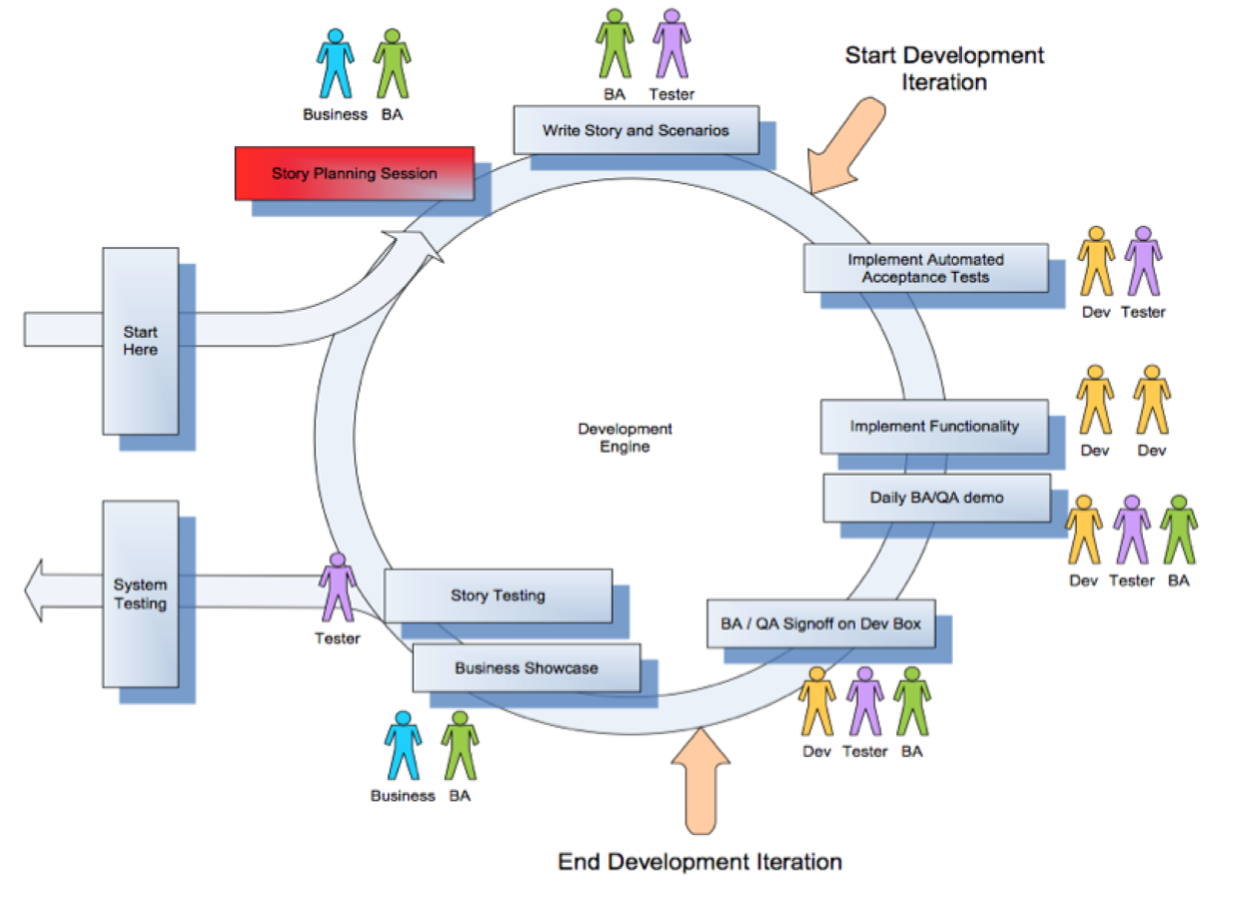 Business BA
BA Tester
Start Development
Iteration
Write Story and Scenarios
Story Planning Session
Implement Automated
Acceptance Tests
Dev Tester
Start
Here
Implement Functionality
Dev Dev
Development
Engine
Daily BA/QA demo
Dev Tester BA
System
Testing
Tester
Story Testing
BA / QA Signoff on Dev Box
Business Showcase
Dev Tester BA
Business BA
End Development Iteration